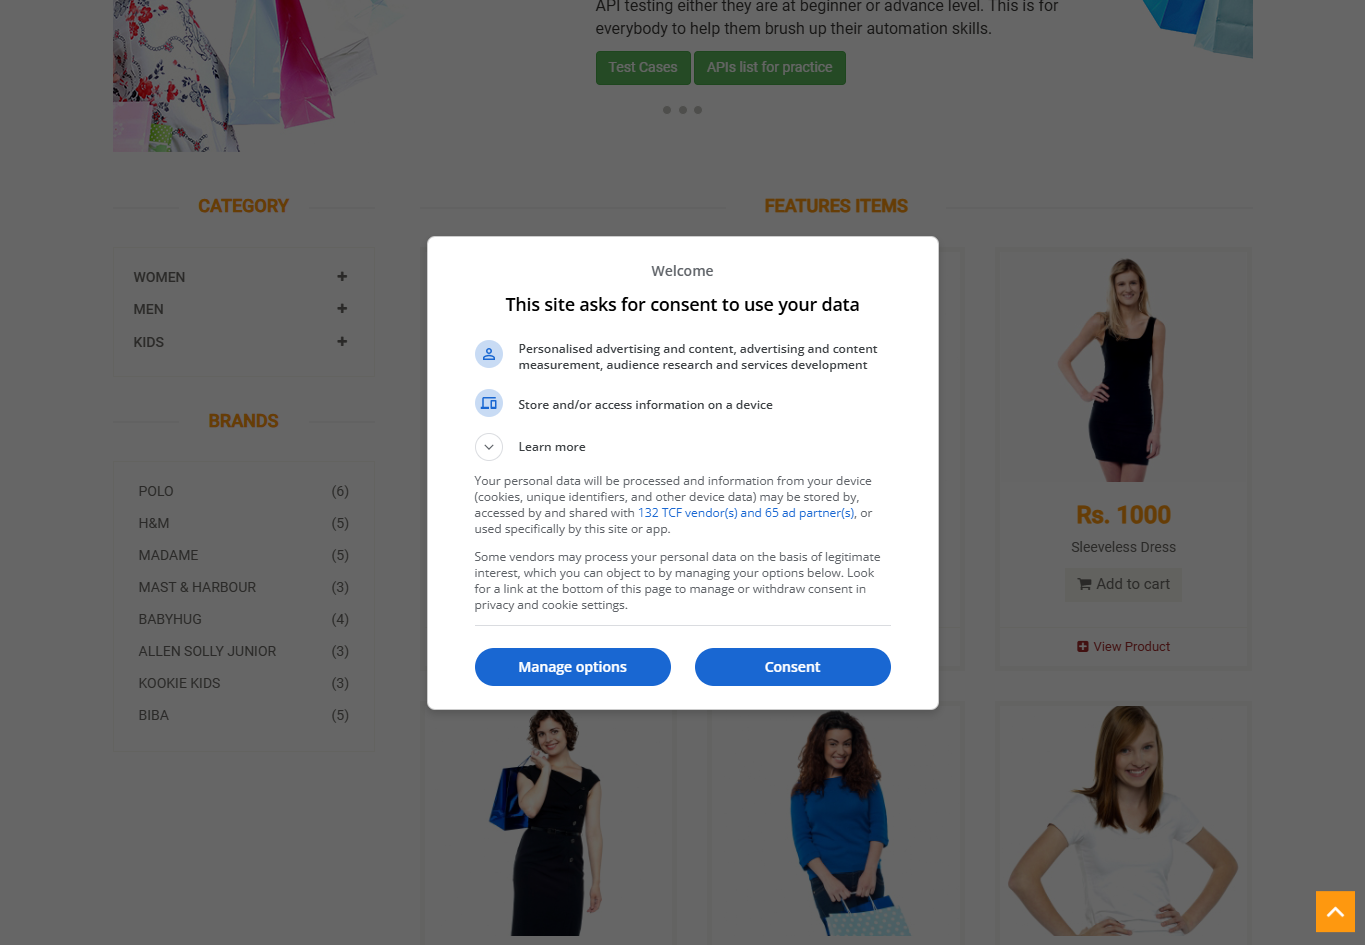 API testing either they are at beginner or advance level. This is for
everybody to help them brush up their automation skills.
Test Cases
APIs list for practice
CATEGORY
WOMEN
MEN
KIDS
BRANDS
POLO (6)
H&M (5)
MADAME (5)
MAST & HARBOUR (3)
BABYHUG (4)
ALLEN SOLLY JUNIOR (3)
KOOKIE KIDS (3)
BIBA (5)
FEATURES ITEMS
Welcome
This site asks for consent to use your data
Personalised advertising and content, advertising and content
measurement, audience research and services development
Store and/or access information on a device
Learn more
Your personal data will be processed and information from your device
(cookies, unique identifiers, and other device data) may be stored by,
accessed by and shared with 132 TCF vendor(s) and 65 ad partner(s), or
used specifically by this site or app.
Some vendors may process your personal data on the basis of legitimate
interest, which you can object to by managing your options below. Look
for a link at the bottom of this page to manage or withdraw consent in
privacy and cookie settings.
Manage options
Consent
Rs. 1000
Sleeveless Dress
Add to cart
View Product